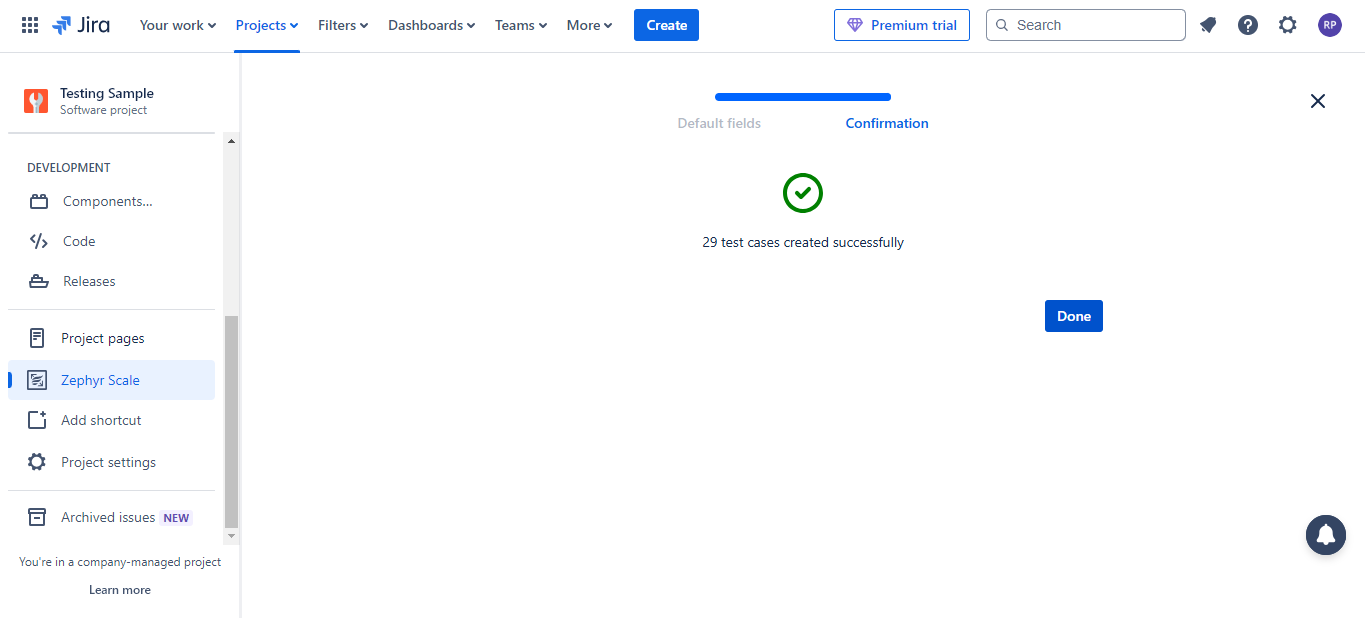 Jira Your work Projects Filters Dashboards Teams More Create Premium trial Search RP
Testing Sample
Software project
DEVELOPMENT
Components...
Code
Releases
Project pages
Zephyr Scale
Add shortcut
Project settings
Archived issues NEW
You're in a company-managed project
Learn more
Default fields Confirmation
29 test cases created successfully
Done